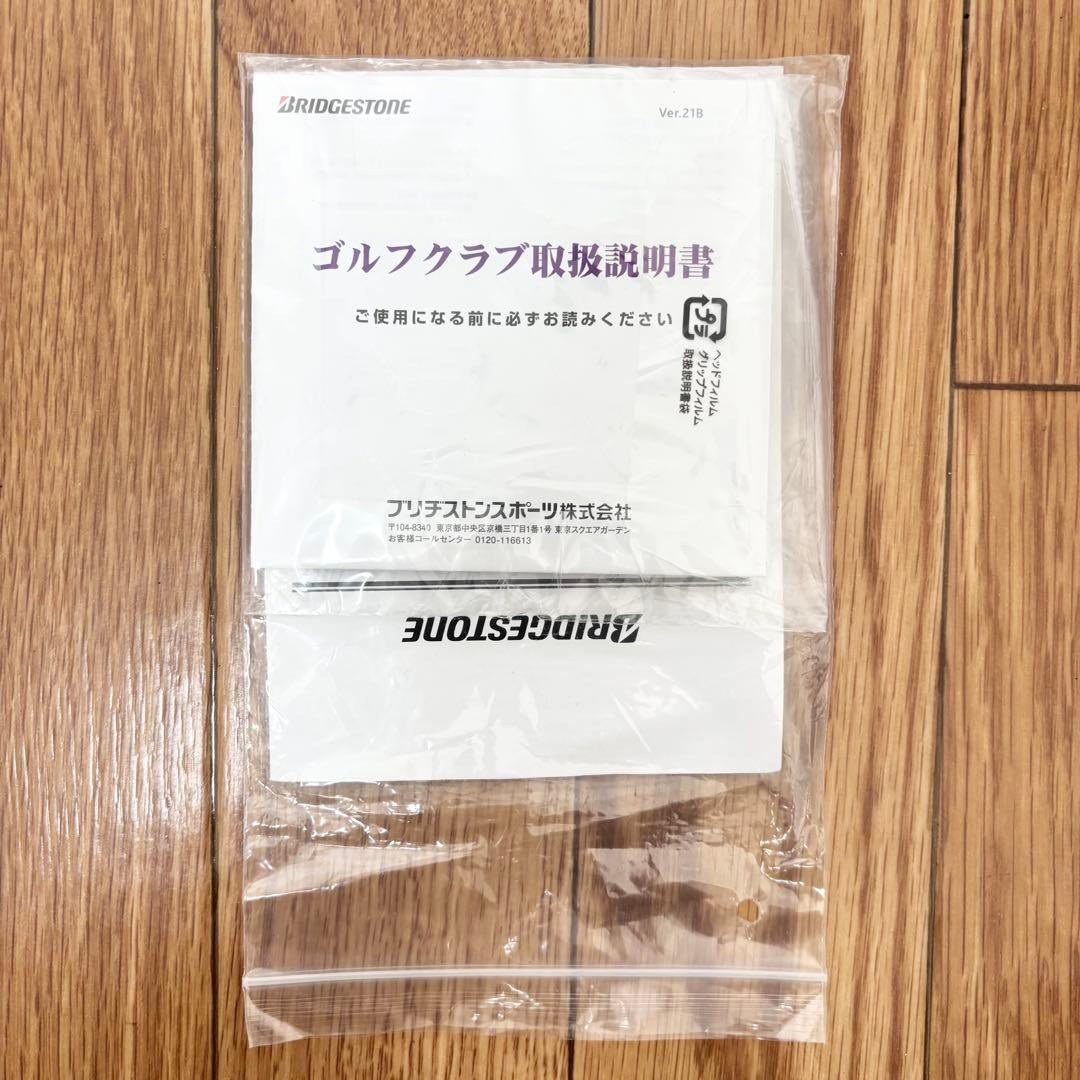 BRIDGESTONE
Ver.21B
ゴルフクラブ取扱説明書
ご使用になる前に必ずお読みください
プラ
ヘッドフィルム
グリップフィルム
取扱説明書袋
ブリヂストンスポーツ株式会社
〒104-8340 東京都中央区京橋三丁目1番1号 東京スクエアガーデン
お客様コールセンター 0120-116613
BRIDGESTONE